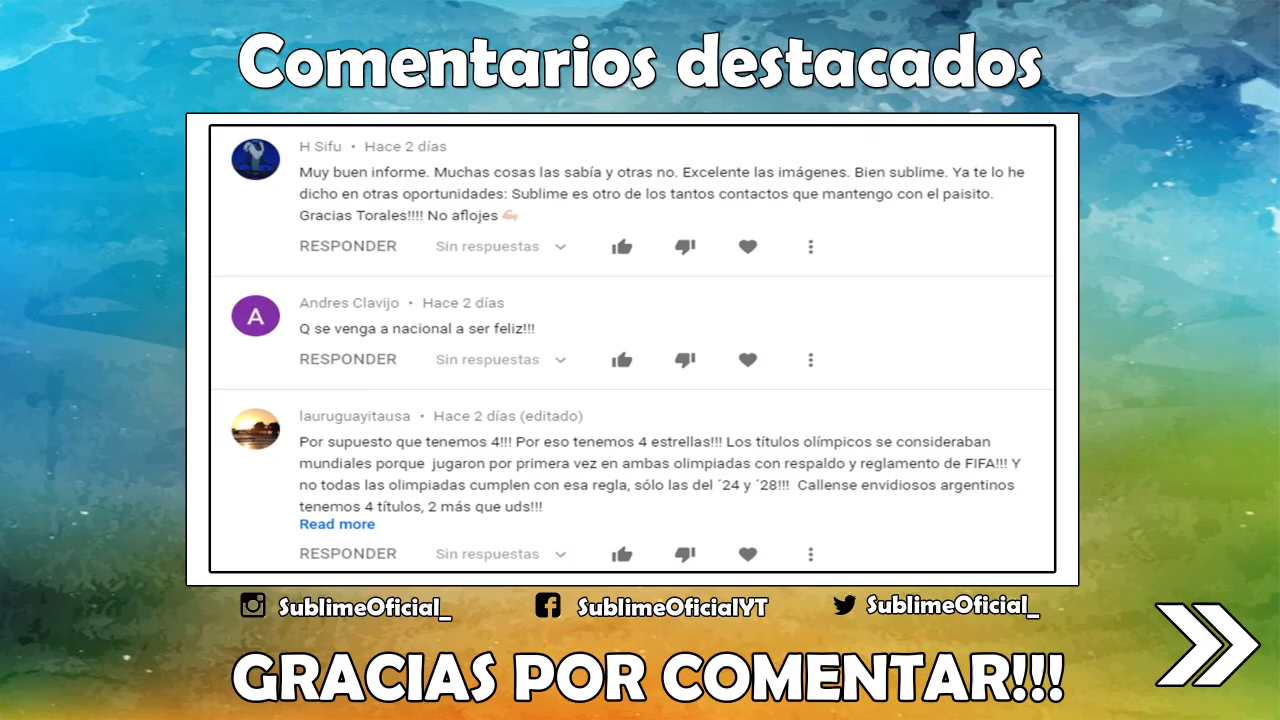 Comentarios destacados
H Sifu • Hace 2 días
Muy buen informe. Muchas cosas las sabía y otras no. Excelente las imágenes. Bien sublime. Ya te lo he
dicho en otras oportunidades: Sublime es otro de los tantos contactos que mantengo con el paisito.
Gracias Torales!!!! No aflojes 💪🏻
RESPONDER Sin respuestas
A
Andres Clavijo • Hace 2 días
Q se venga a nacional a ser feliz!!!
RESPONDER Sin respuestas
lauruguayitausa • Hace 2 días (editado)
Por supuesto que tenemos 4!!! Por eso tenemos 4 estrellas!!! Los títulos olímpicos se consideraban
mundiales porque  jugaron por primera vez en ambas olimpiadas con respaldo y reglamento de FIFA!!! Y
no todas las olimpiadas cumplen con esa regla, sólo las del ´24 y ´28!!!  Callense envidiosos argentinos
tenemos 4 títulos, 2 más que uds!!!
Read more
RESPONDER Sin respuestas
SublimeOficial_ SublimeOficialYT SublimeOficial_
GRACIAS POR COMENTAR!!!